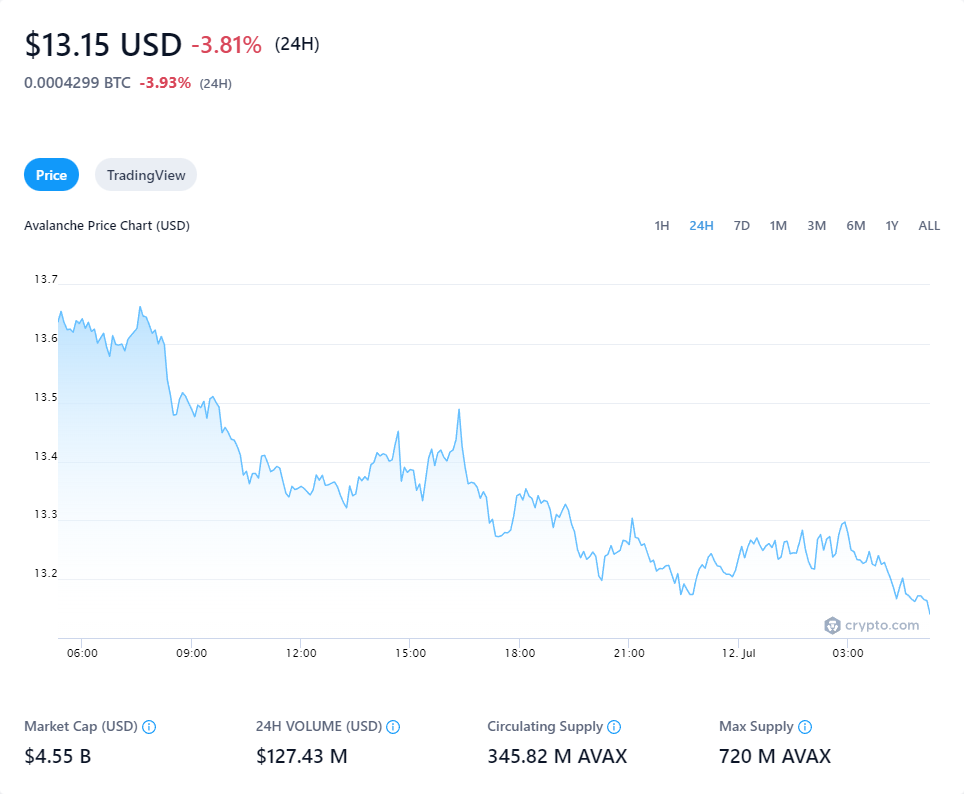 $13.15 USD -3.81% (24H)
0.0004299 BTC -3.93% (24H)
Price TradingView
Avalanche Price Chart (USD) 1H 24H 7D 1M 3M 6M 1Y ALL
13.7
13.6
13.5
13.4
13.3
13.2
crypto.com
06:00 09:00 12:00 15:00 18:00 21:00 12. Jul 03:00
Market Cap (USD) 24H VOLUME (USD) Circulating Supply Max Supply
$4.55 B $127.43 M 345.82 M AVAX 720 M AVAX